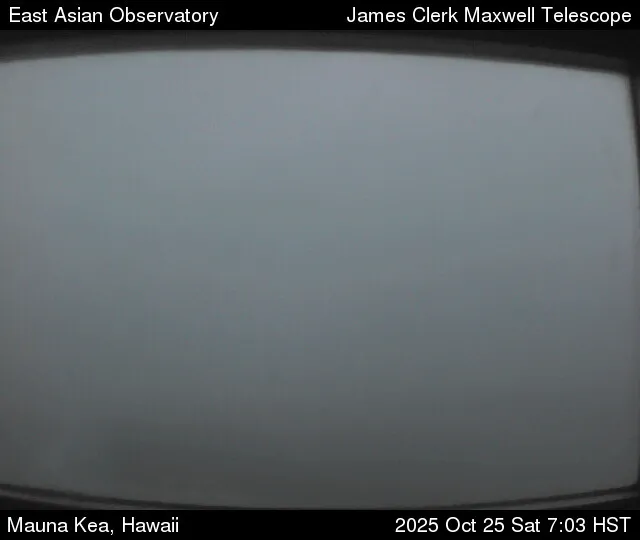 East Asian Observatory
James Clerk Maxwell Telescope
Mauna Kea, Hawaii
2025 Oct 25 Sat 7:03 HST